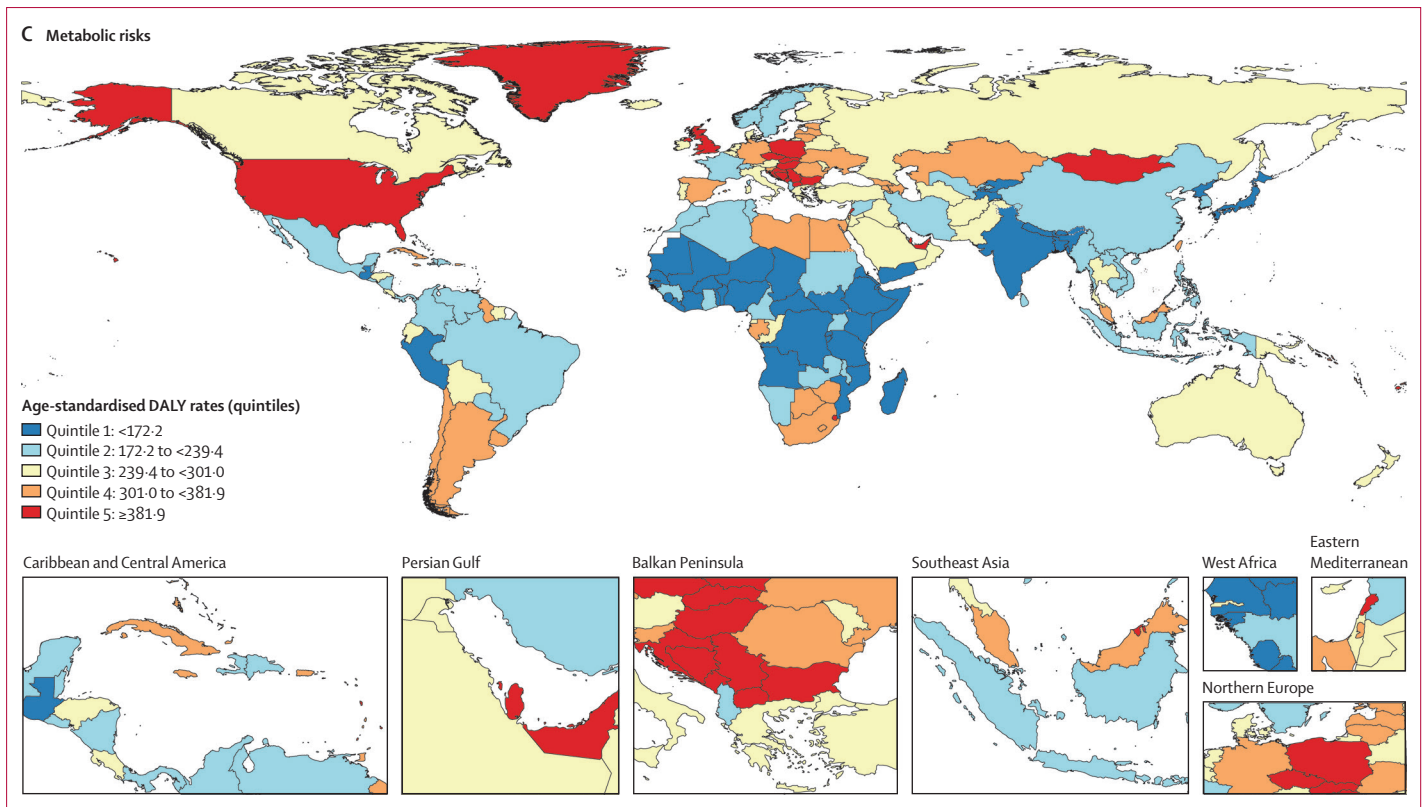 C Metabolic risks
Age-standardised DALY rates (quintiles)
Quintile 1: <172·2
Quintile 2: 172·2 to <239·4
Quintile 3: 239·4 to <301·0
Quintile 4: 301·0 to <381·9
Quintile 5: ≥381·9
Caribbean and Central America
Persian Gulf
Balkan Peninsula
Southeast Asia
West Africa
Eastern
Mediterranean
Northern Europe